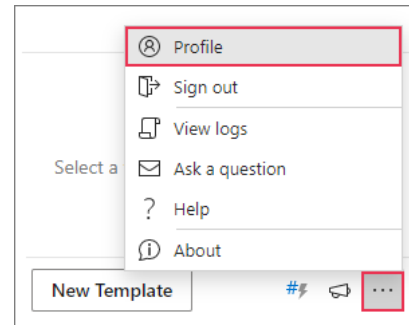 Profile
Sign out
View logs
Select a
Ask a question
? Help
About
New Template
#
...